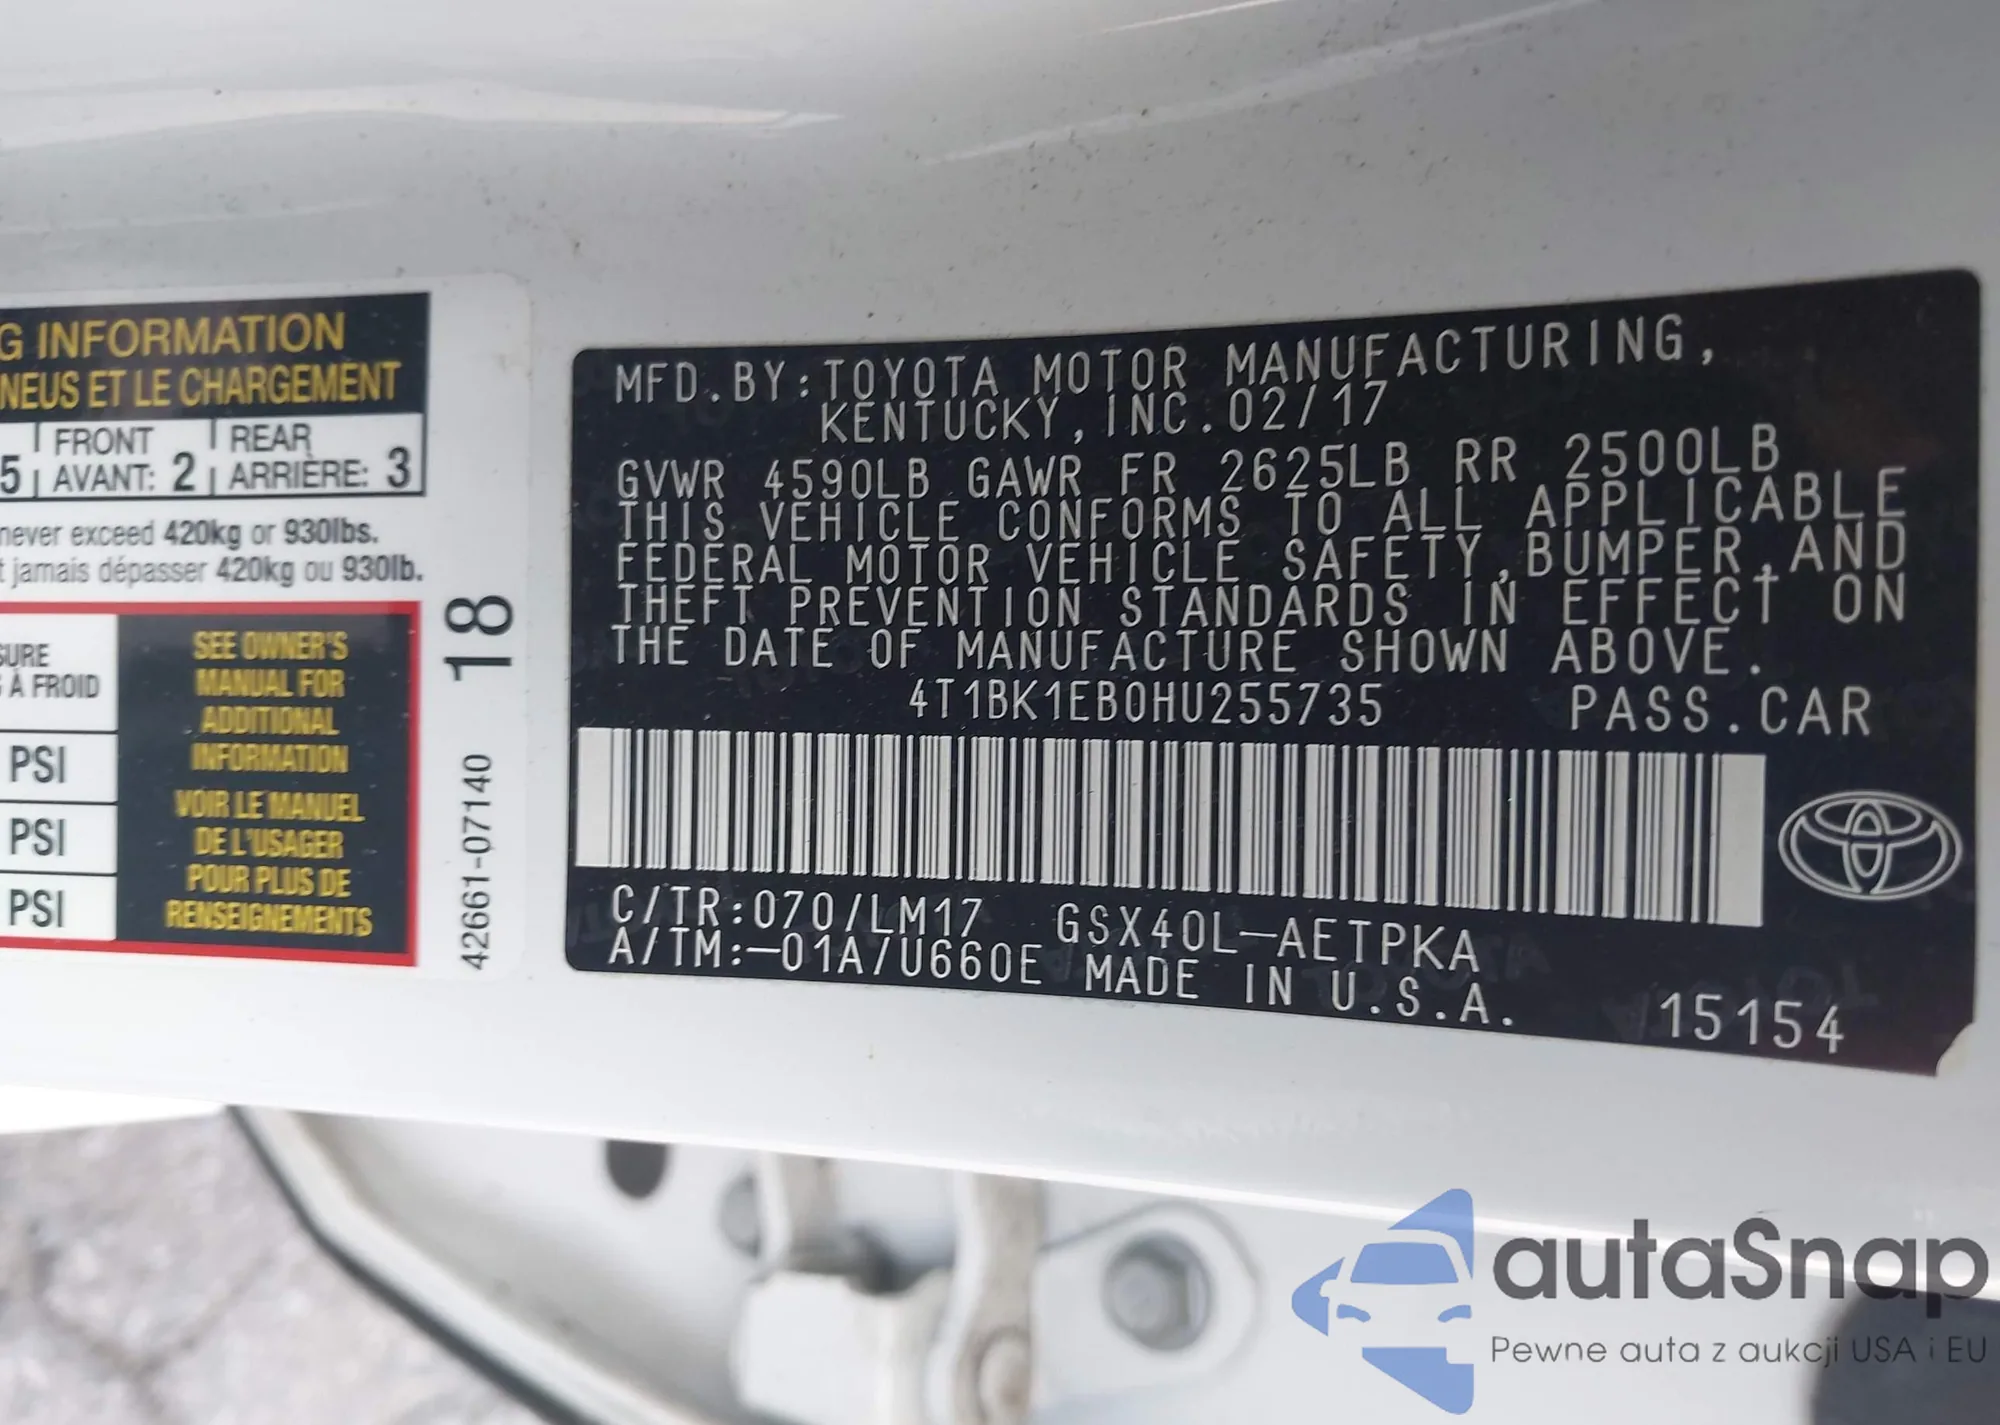 G INFORMATION
NEUS ET LE CHARGEMENT
5 FRONT REAR
AVANT: 2 ARRIÈRE: 3
never exceed 420kg or 930lbs.
t jamais dépasser 420kg ou 930lb.
SURE
À FROID
PSI
PSI
PSI
SEE OWNER'S
MANUAL FOR
ADDITIONAL
INFORMATION
VOIR LE MANUEL
DE L'USAGER
POUR PLUS DE
RENSEIGNEMENTS
18
42661-07140
MFD.BY:TOYOTA MOTOR MANUFACTURING,
KENTUCKY,INC.02/17
GVWR 4590LB GAWR FR 2625LB RR 2500LB
THIS VEHICLE CONFORMS TO ALL APPLICABLE
FEDERAL MOTOR VEHICLE SAFETY,BUMPER,AND
THEFT PREVENTION STANDARDS IN EFFECT ON
THE DATE OF MANUFACTURE SHOWN ABOVE.
4T1BK1EB0HU255735 PASS.CAR
C/TR:070/LM17 GSX40L-AETPKA
A/TM:-01A/U660E MADE IN U.S.A.
15154
autaSnap
Pewne auta z aukcji USA i EU